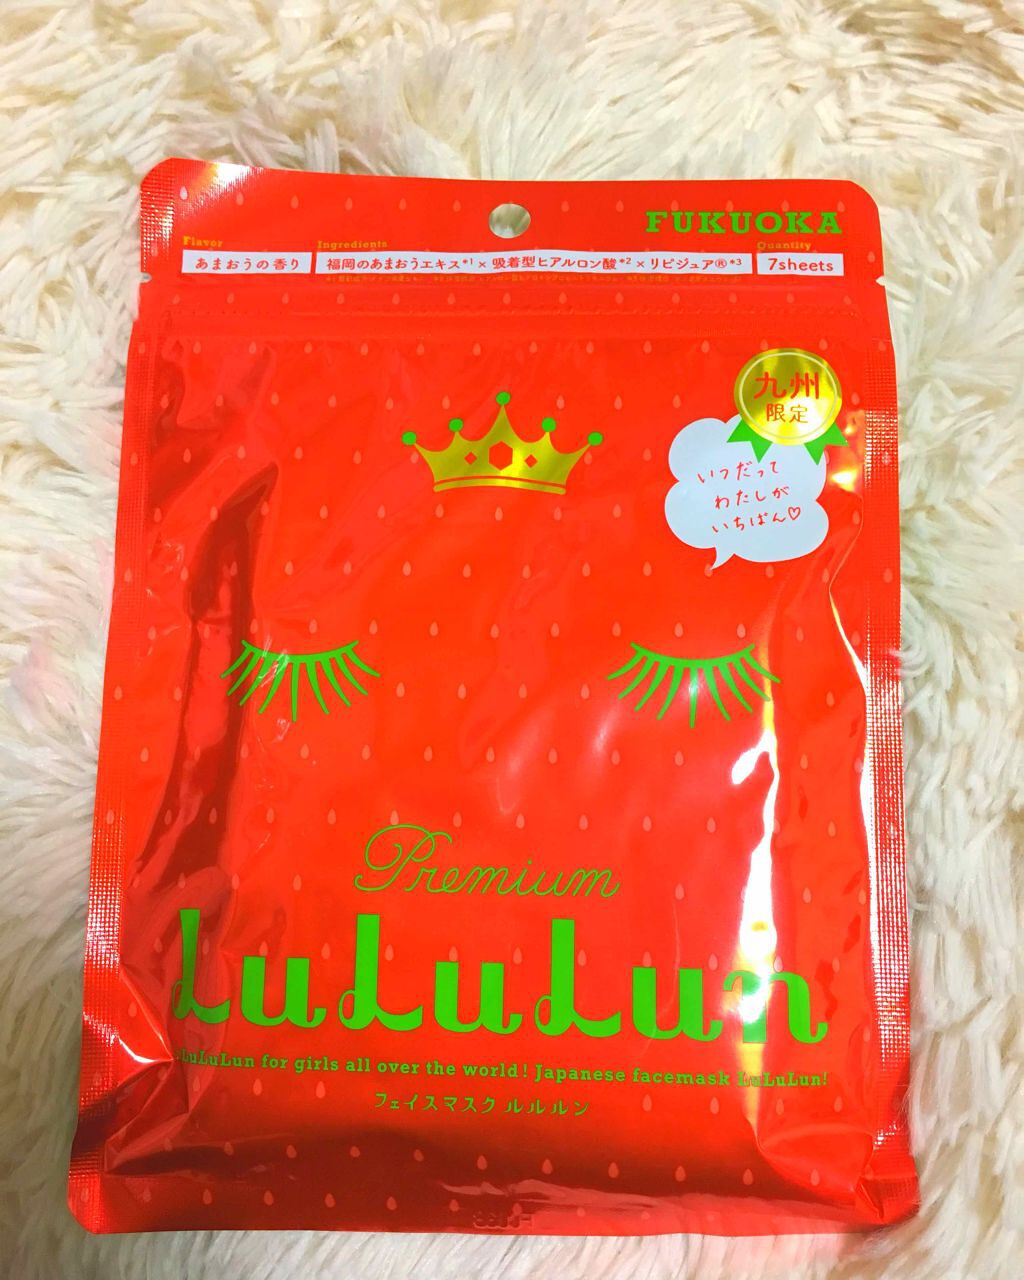 FUKUOKA
Flavor
あまおうの香り
Ingredients
福岡のあまおうエキス*1×吸着型ヒアルロン酸*2×リピジュア®*3
Quantity
7sheets
九州
限定
いつだって
わたしが
いちばん♡
Premium
LuLuLun
LuLuLun for girls all over the world! Japanese facemask LuLuLun!
フェイスマスク ルルルン